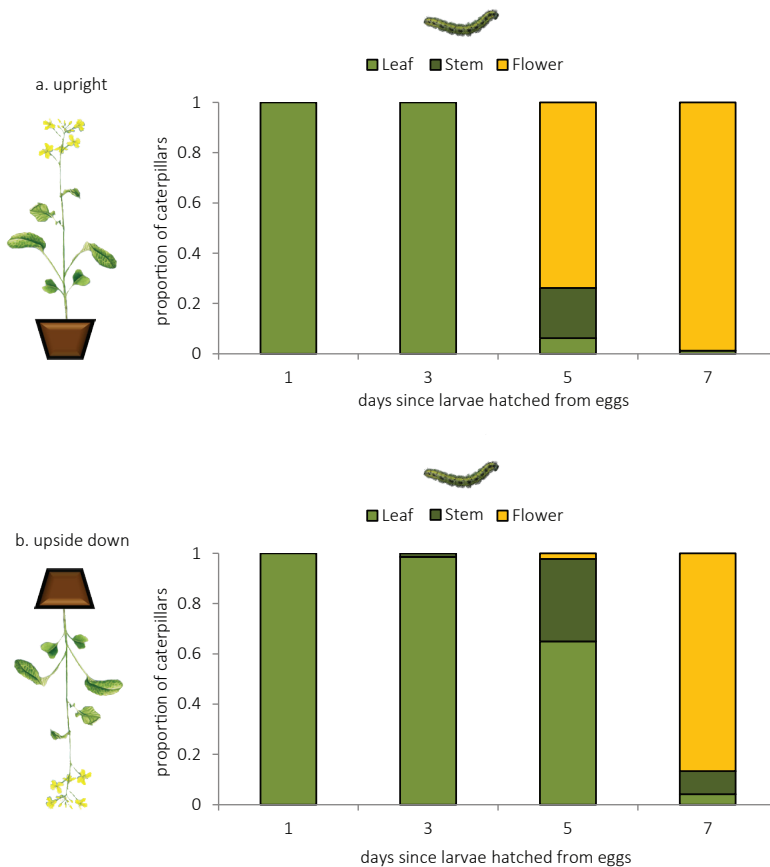 Leaf Stem Flower
a. upright
proportion of caterpillars
1
0.8
0.6
0.4
0.2
0
1 3 5 7
days since larvae hatched from eggs
Leaf Stem Flower
b. upside down
proportion of caterpillars
1
0.8
0.6
0.4
0.2
0
1 3 5 7
days since larvae hatched from eggs